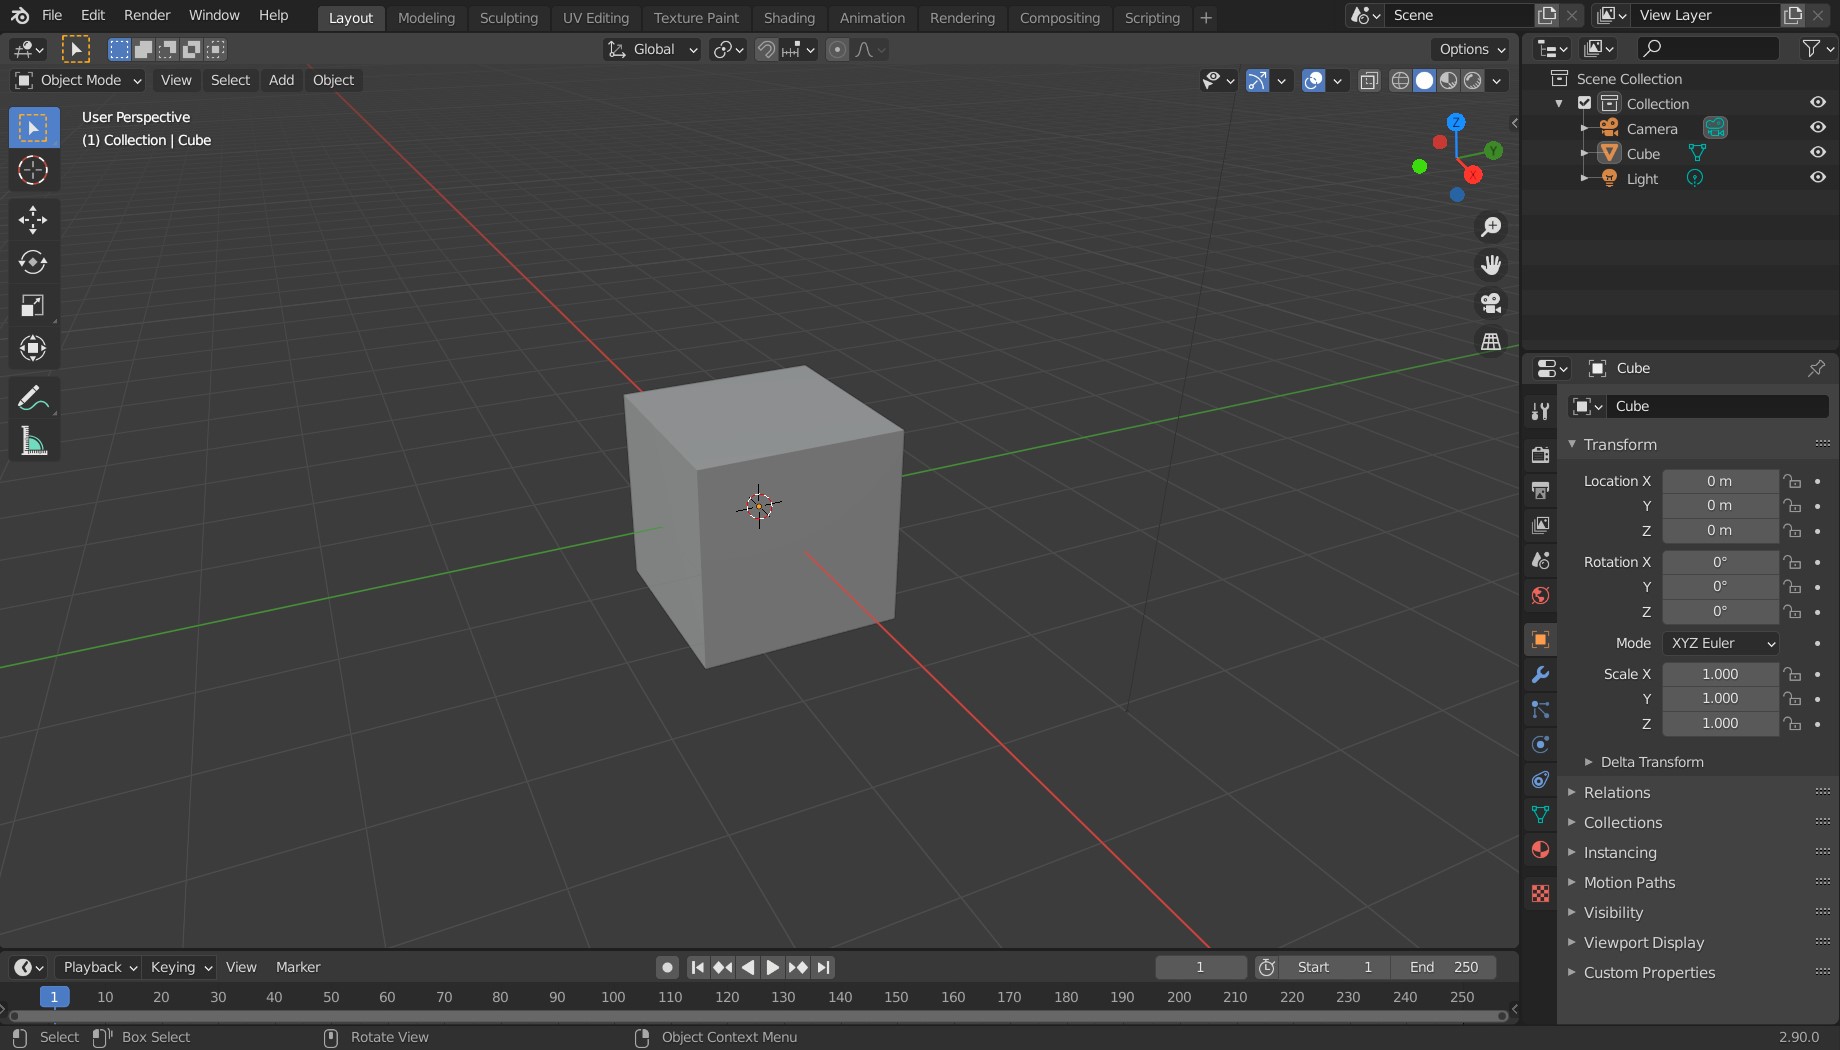 File Edit Render Window Help Layout Modeling Sculpting UV Editing Texture Paint Shading Animation Rendering Compositing Scripting + Scene View Layer
Global Options
Object Mode View Select Add Object
User Perspective
(1) Collection | Cube
Z
Y
X
Scene Collection
Collection
Camera
Cube
Light
Cube
Cube
Transform
Location X 0 m
Y 0 m
Z 0 m
Rotation X 0°
Y 0°
Z 0°
Mode XYZ Euler
Scale X 1.000
Y 1.000
Z 1.000
Delta Transform
Relations
Collections
Instancing
Motion Paths
Visibility
Viewport Display
Custom Properties
Playback Keying View Marker 1 Start 1 End 250
1 10 20 30 40 50 60 70 80 90 100 110 120 130 140 150 160 170 180 190 200 210 220 230 240 250
Select Box Select Rotate View Object Context Menu 2.90.0